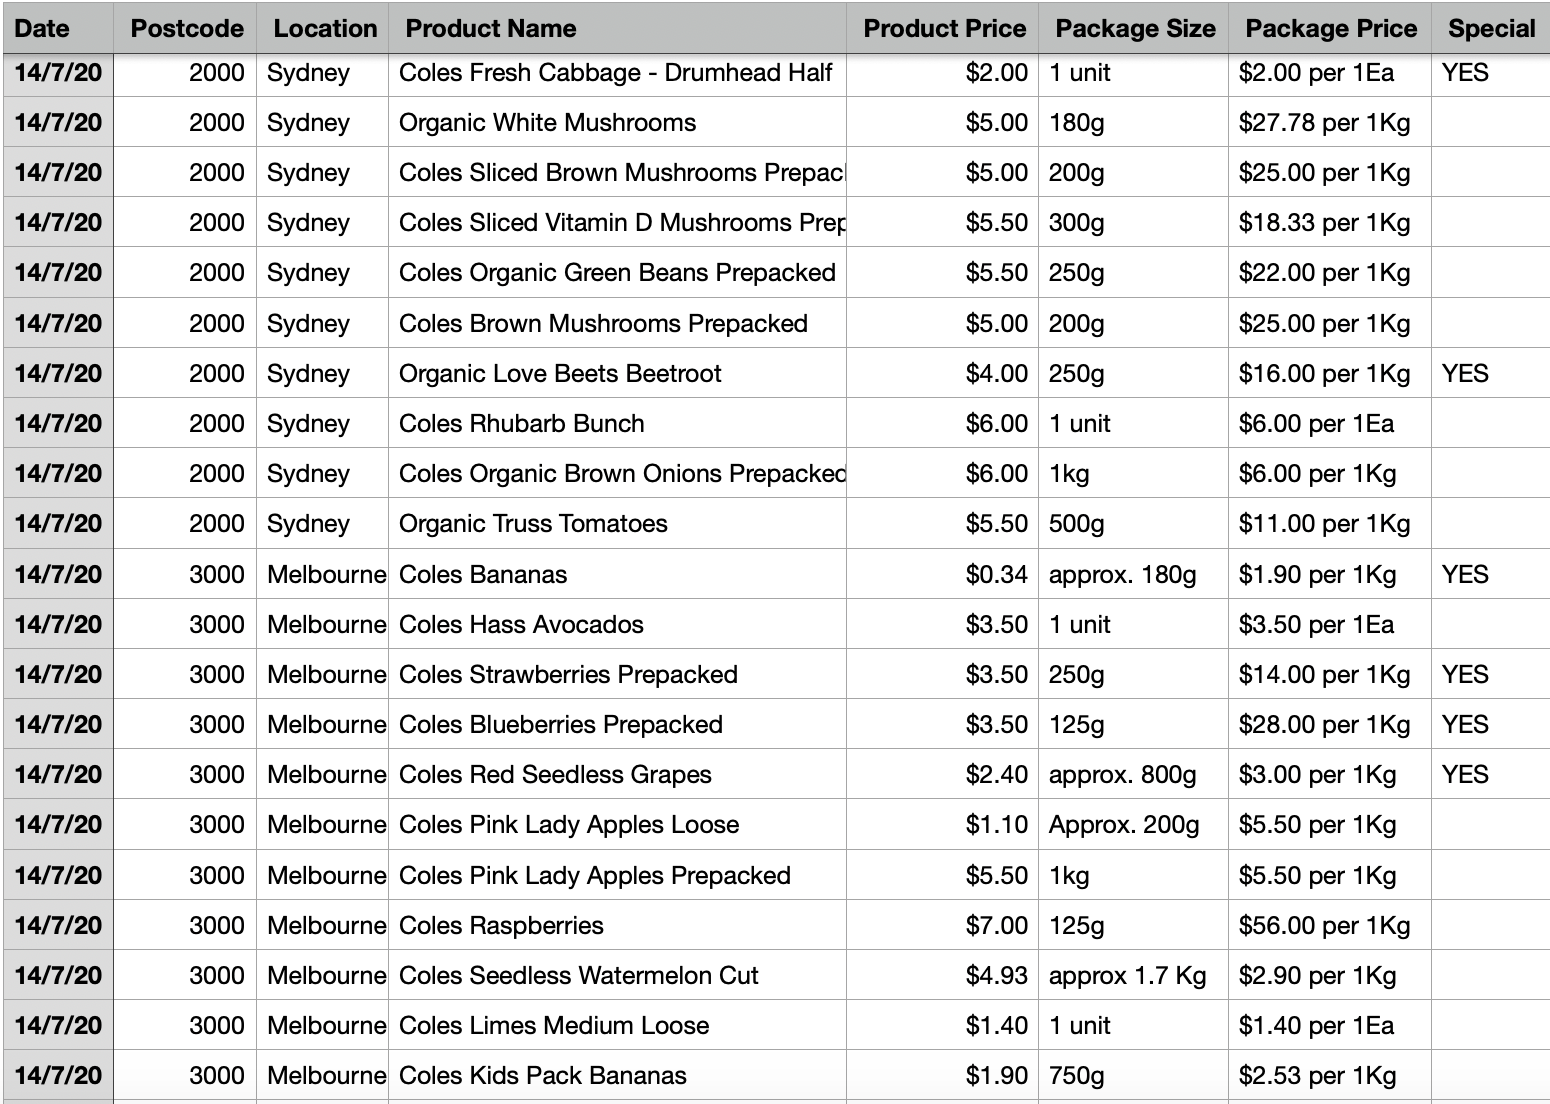 Date Postcode Location Product Name Product Price Package Size Package Price Special
14/7/20 2000 Sydney Coles Fresh Cabbage - Drumhead Half $2.00 1 unit $2.00 per 1Ea YES
14/7/20 2000 Sydney Organic White Mushrooms $5.00 180g $27.78 per 1Kg
14/7/20 2000 Sydney Coles Sliced Brown Mushrooms $5.00 200g $25.00 per 1Kg
14/7/20 2000 Sydney Coles Sliced Vitamin D Mushrooms $5.50 300g $18.33 per 1Kg
14/7/20 2000 Sydney Coles Organic Green Beans Prepacked $5.50 250g $22.00 per 1Kg
14/7/20 2000 Sydney Coles Brown Mushrooms Prepacked $5.00 200g $25.00 per 1Kg
14/7/20 2000 Sydney Organic Love Beets Beetroot $4.00 250g $16.00 per 1Kg YES
14/7/20 2000 Sydney Coles Rhubarb Bunch $6.00 1 unit $6.00 per 1Ea
14/7/20 2000 Sydney Coles Organic Brown Onions Prepacked $6.00 1kg $6.00 per 1Kg
14/7/20 2000 Sydney Organic Truss Tomatoes $5.50 500g $11.00 per 1Kg
14/7/20 3000 Melbourne Coles Bananas $0.34 approx. 180g $1.90 per 1Kg YES
14/7/20 3000 Melbourne Coles Hass Avocados $3.50 1 unit $3.50 per 1Ea
14/7/20 3000 Melbourne Coles Strawberries Prepacked $3.50 250g $14.00 per 1Kg YES
14/7/20 3000 Melbourne Coles Blueberries Prepacked $3.50 125g $28.00 per 1Kg YES
14/7/20 3000 Melbourne Coles Red Seedless Grapes $2.40 approx. 800g $3.00 per 1Kg YES
14/7/20 3000 Melbourne Coles Pink Lady Apples Loose $1.10 Approx. 200g $5.50 per 1Kg
14/7/20 3000 Melbourne Coles Pink Lady Apples Prepacked $5.50 1kg $5.50 per 1Kg
14/7/20 3000 Melbourne Coles Raspberries $7.00 125g $56.00 per 1Kg
14/7/20 3000 Melbourne Coles Seedless Watermelon Cut $4.93 approx 1.7 Kg $2.90 per 1Kg
14/7/20 3000 Melbourne Coles Limes Medium Loose $1.40 1 unit $1.40 per 1Ea
14/7/20 3000 Melbourne Coles Kids Pack Bananas $1.90 750g $2.53 per 1Kg